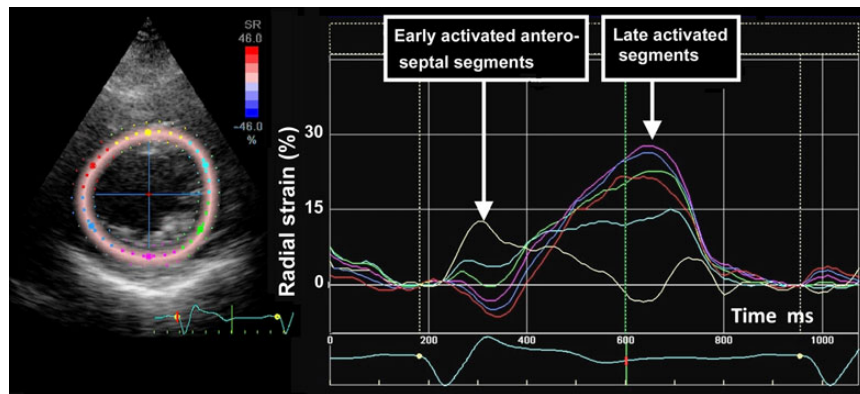 SR
46.0
-46.0
%
Early activated antero-
septal segments
Late activated
segments
Radial strain (%)
30
15
0
Time ms
0
200
400
600
800
1000